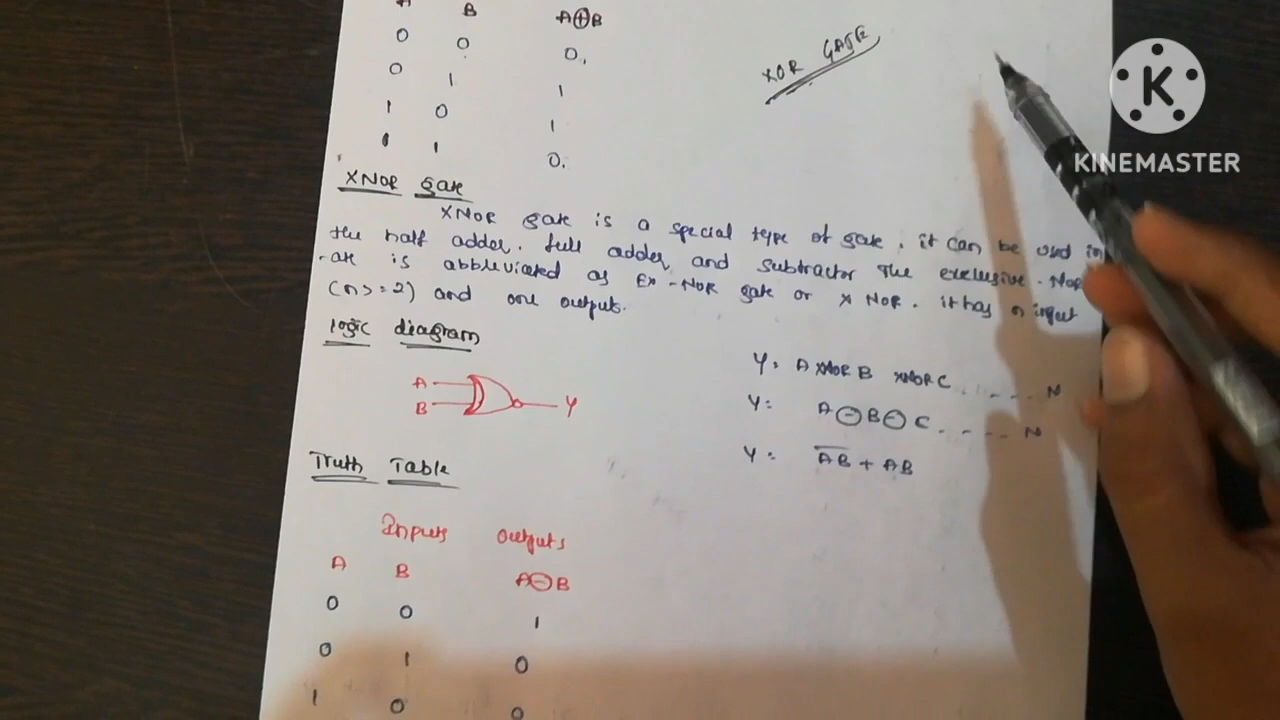 A B A⊕B
0 0 0.
0 1 1
1 0 1
1 1 0.
XOR GATE
K
KINEMASTER
XNOR gate
XNOR gate is a special type of gate. it can be used in
the half adder. full adder and subtractor The exclusive-NOR
-ate is abbleviated as Ex-NOR gate or X NOR. it has n input
(n>=2) and one output.
logic diagram
A
B
Y
Y= A XNOR B XNOR C . . . . . N
Y= A⊖B⊖C - - - - - N
Y= A̅B̅ + AB
Truth Table
Inputs Outputs
A B A⊖B
0 0 1
0 1 0
1 0 0